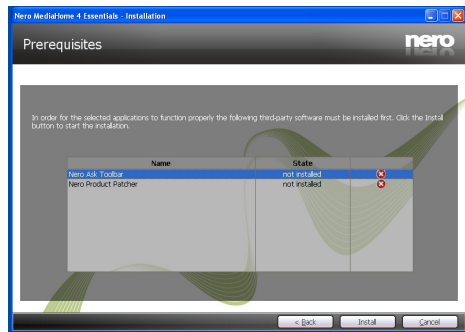 Nero MediaHome 4 Essentials - Installation
Prerequisites
nero
In order for the selected applications to function properly the following third-party software must be installed first. Click the Install
button to start the installation.
Name State
Nero Ask Toolbar not installed
Nero Product Patcher not installed
< Back Install Cancel